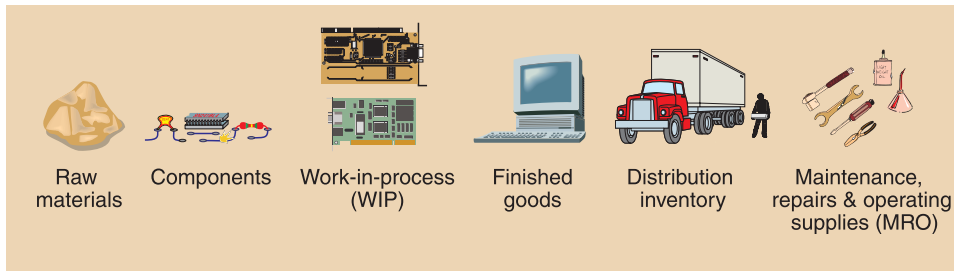 Raw
materials
Components
Work-in-process
(WIP)
Finished
goods
Distribution
inventory
Maintenance,
repairs & operating
supplies (MRO)